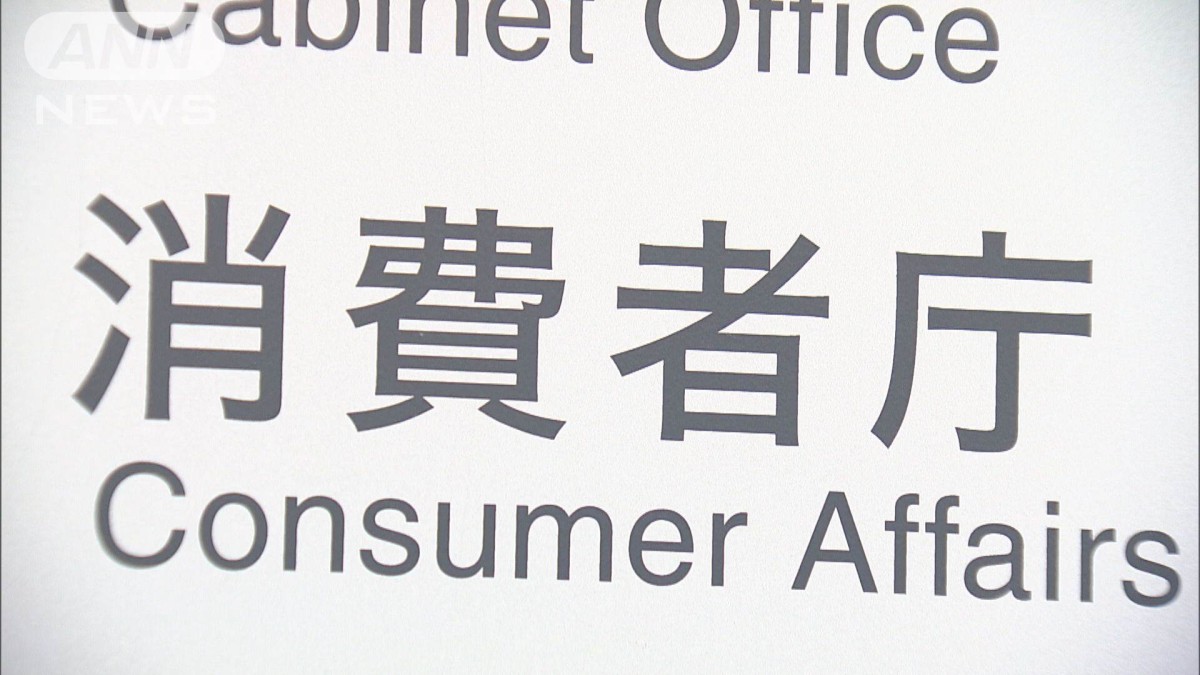 ANN
NEWS
Cabinet Office
消費者庁
Consumer Affairs